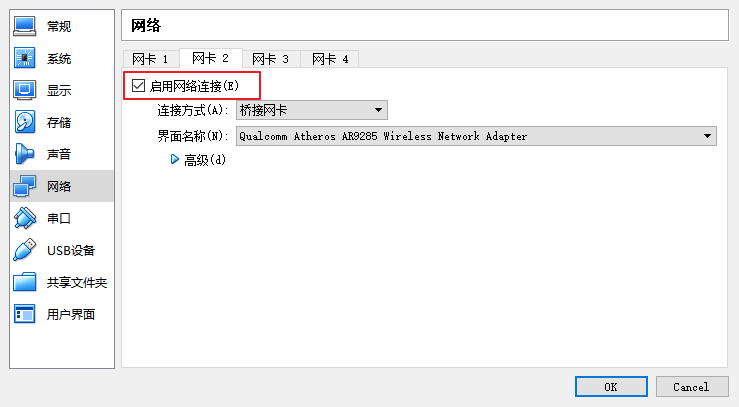 常规
系统
显示
存储
声音
网络
串口
USB设备
共享文件夹
用户界面
网络
网卡 1 网卡 2 网卡 3 网卡 4
启用网络连接(E)
连接方式(A): 桥接网卡
界面名称(N): Qualcomm Atheros AR9285 Wireless Network Adapter
高级(d)
OK Cancel